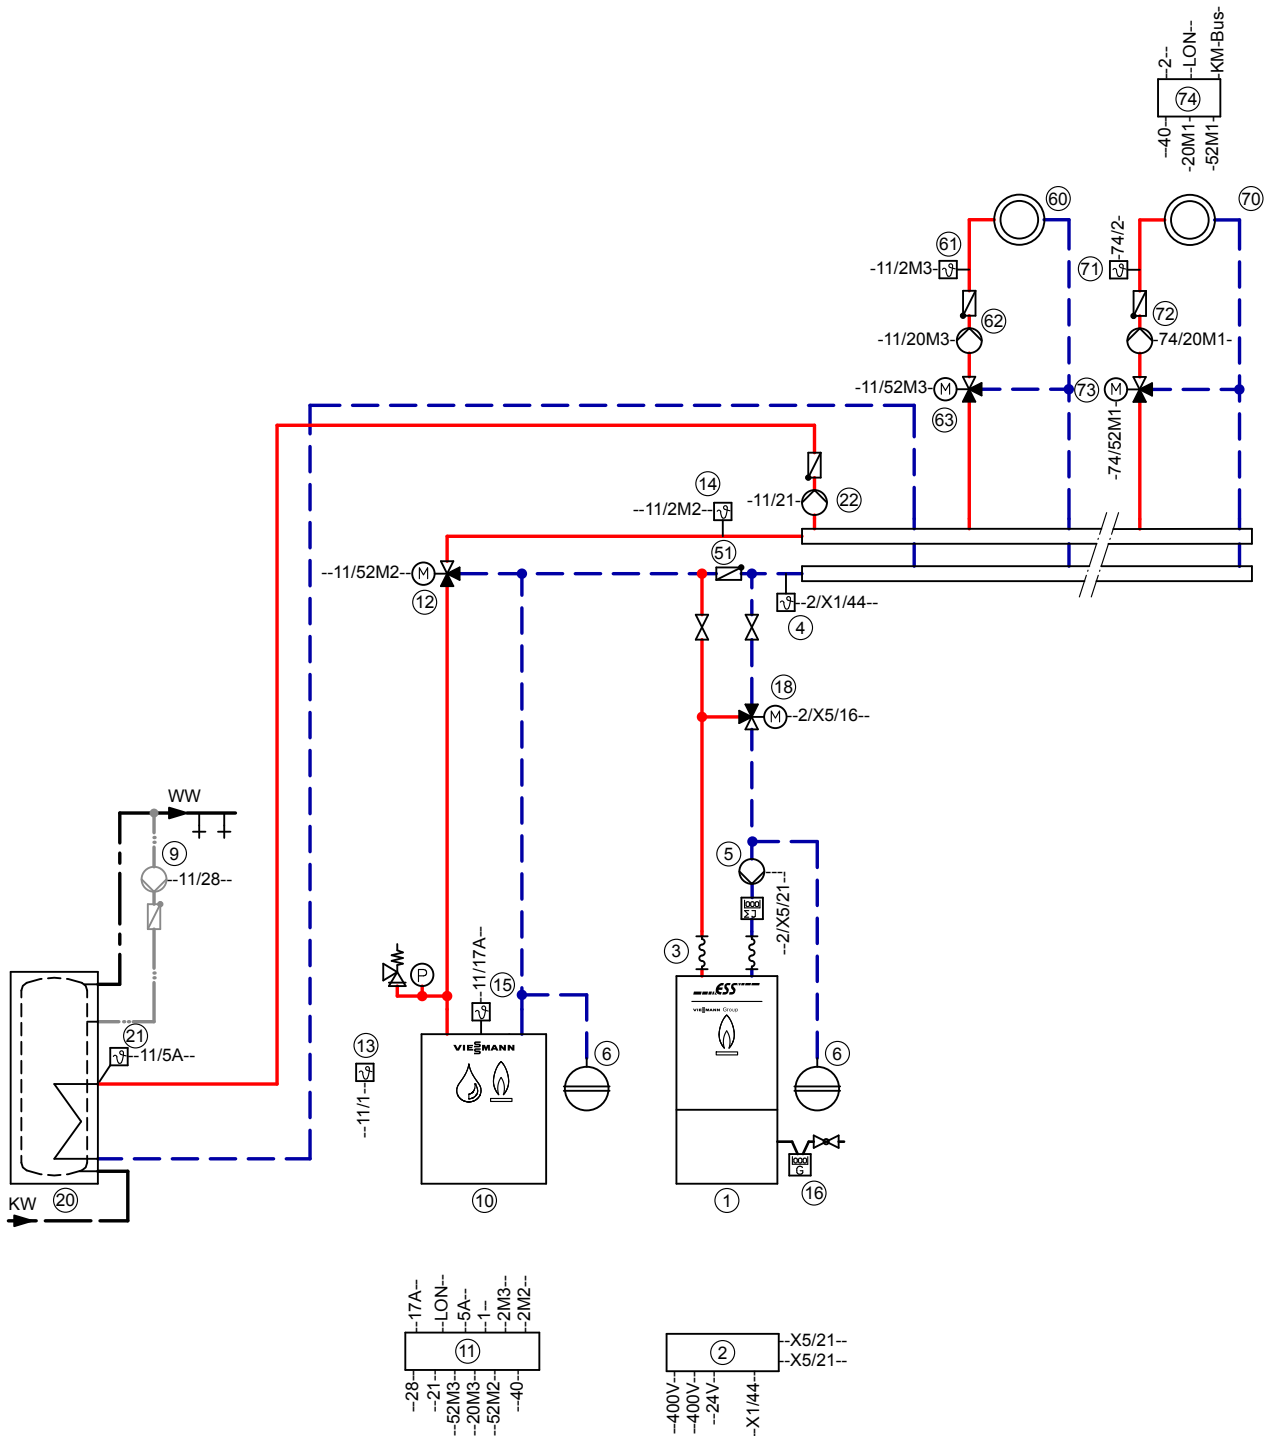 --2--
--LON--
-KM-Bus-
74
--40--
-20M1-
-52M1-
60
70
61
-11/2M3-
71
-74/2-
62
72
-11/20M3-
-74/20M1-
-11/52M3-
M
63
73
M
-74/52M1-
14
-11/21-
22
--11/2M2--
51
--11/52M2--
M
12
--2/X1/44--
4
18
M
--2/X5/16--
WW
9
--11/28--
5
--2/X5/21--
3
P
--11/17A--
15
ESS
VIESMANN Group
21
--11/5A--
13
--11/1--
VIESMANN
6
6
G
16
20
10
1
KW
--17A--
--LON--
--5A--
--1--
--2M3--
--2M2--
11
--28--
--21--
--52M3--
--20M3--
--52M2--
--40--
2
--X5/21--
--X5/21--
--400V--
--400V--
--24V--
--X1/44--